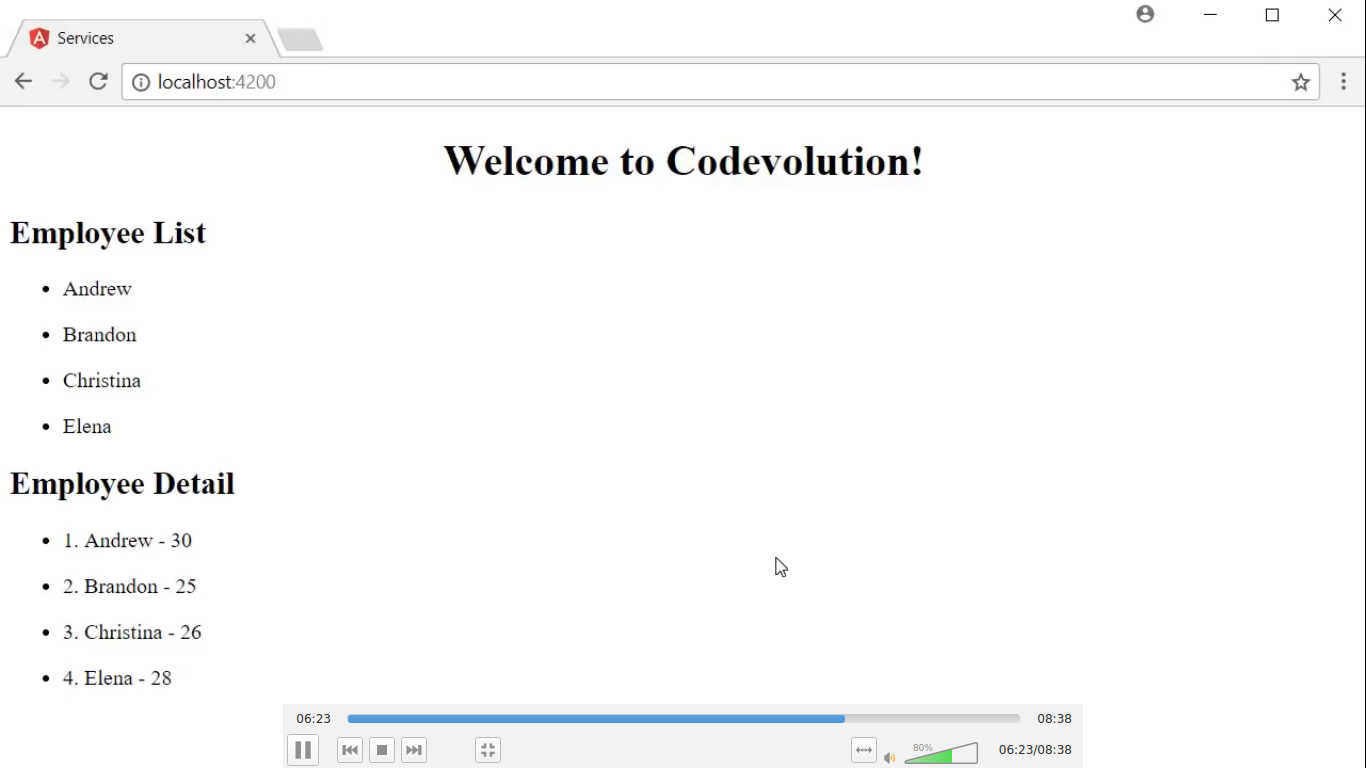 Services
localhost:4200
Welcome to Codevolution!
Employee List
• Andrew
• Brandon
• Christina
• Elena
Employee Detail
• 1. Andrew - 30
• 2. Brandon - 25
• 3. Christina - 26
• 4. Elena - 28
06:23 08:38
80% 06:23/08:38